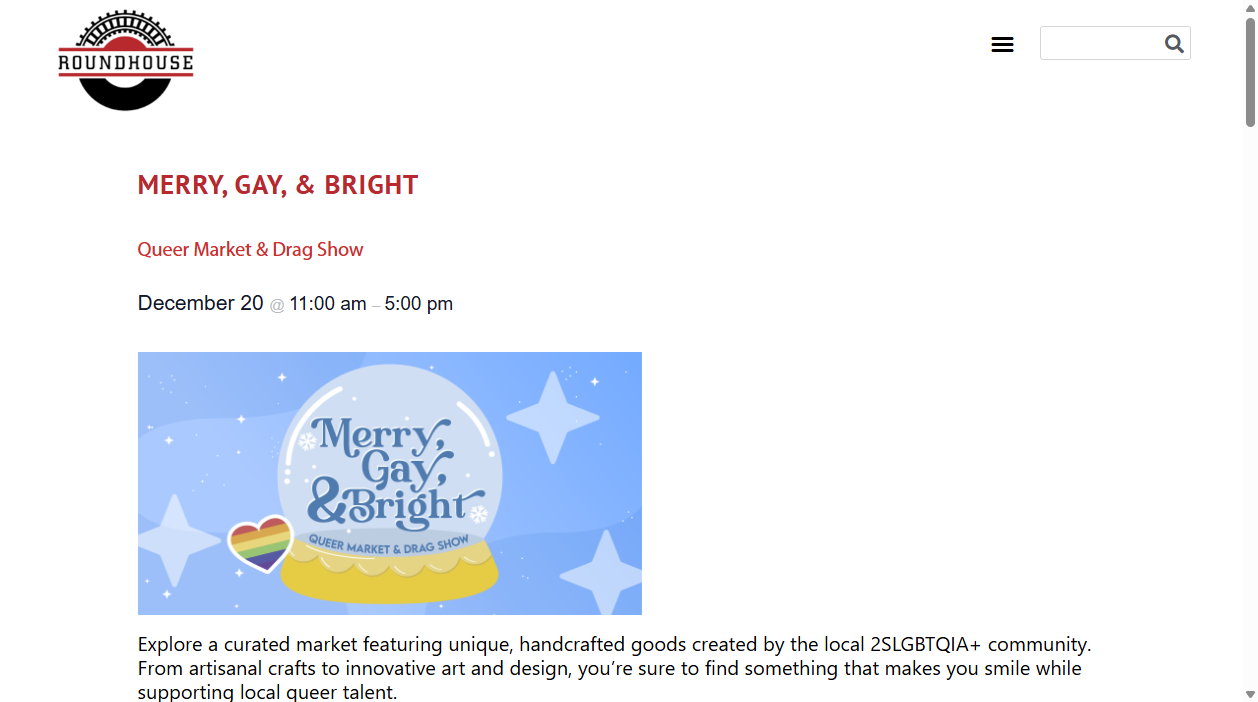 ROUNDHOUSE
MERRY, GAY, & BRIGHT
Queer Market & Drag Show
December 20 @ 11:00 am – 5:00 pm
Merry,
Gay,
&Bright
QUEER MARKET & DRAG SHOW
Explore a curated market featuring unique, handcrafted goods created by the local 2SLGBTQIA+ community.
From artisanal crafts to innovative art and design, you’re sure to find something that makes you smile while
supporting local queer talent.